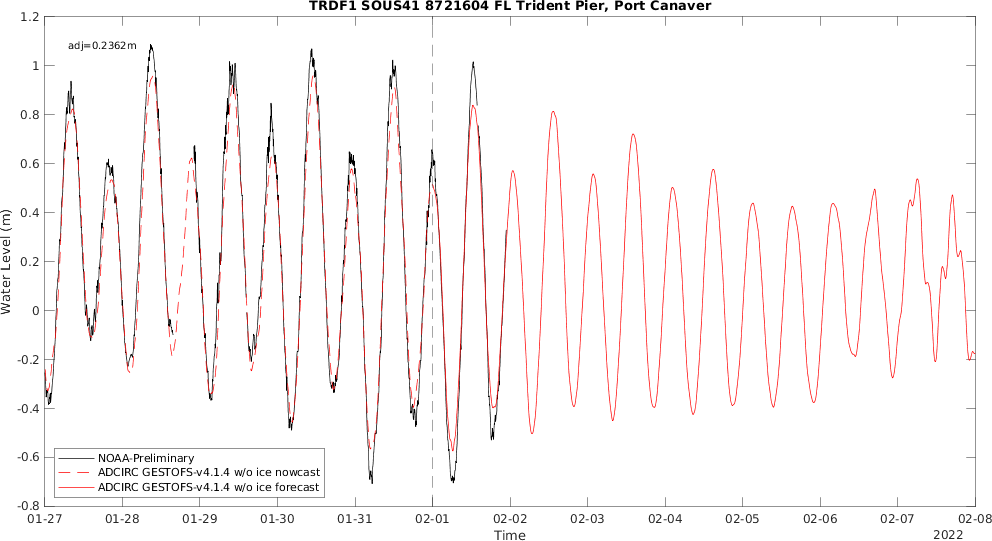 TRDF1 SOUS41 8721604 FL Trident Pier, Port Canaver
adj=0.2362m
1.2
1
0.8
0.6
0.4
0.2
0
-0.2
-0.4
-0.6
-0.8
Water Level (m)
NOAA-Preliminary
ADCIRC GESTOFS-v4.1.4 w/o ice nowcast
ADCIRC GESTOFS-v4.1.4 w/o ice forecast
01-27 01-28 01-29 01-30 01-31 02-01 02-02 02-03 02-04 02-05 02-06 02-07 02-08
Time
2022